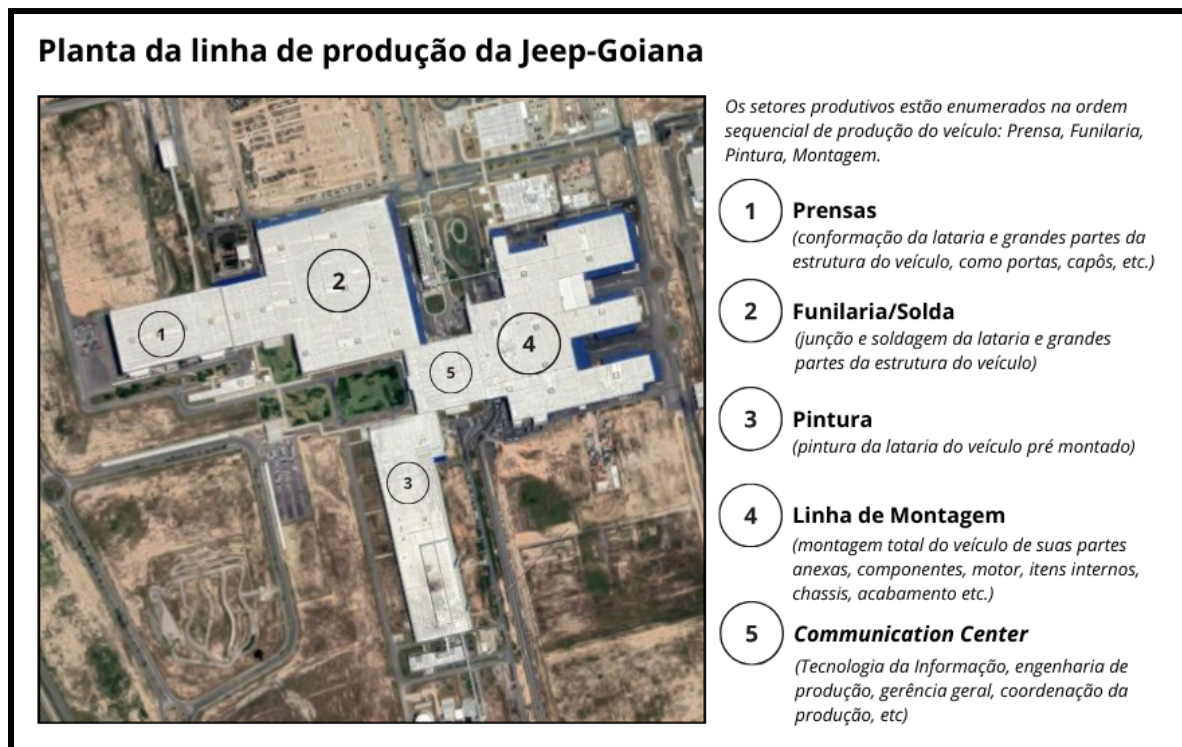 Planta da linha de produção da Jeep-Goiana
1
2
3
4
5
Os setores produtivos estão enumerados na ordem
sequencial de produção do veículo: Prensa, Funilaria,
Pintura, Montagem.
1
Prensas
(conformação da lataria e grandes partes da
estrutura do veículo, como portas, capôs, etc.)
2
Funilaria/Solda
(junção e soldagem da lataria e grandes
partes da estrutura do veículo)
3
Pintura
(pintura da lataria do veículo pré montado)
4
Linha de Montagem
(montagem total do veículo de suas partes
anexas, componentes, motor, itens internos,
chassis, acabamento etc.)
5
Communication Center
(Tecnologia da Informação, engenharia de
produção, gerência geral, coordenação da
produção, etc)